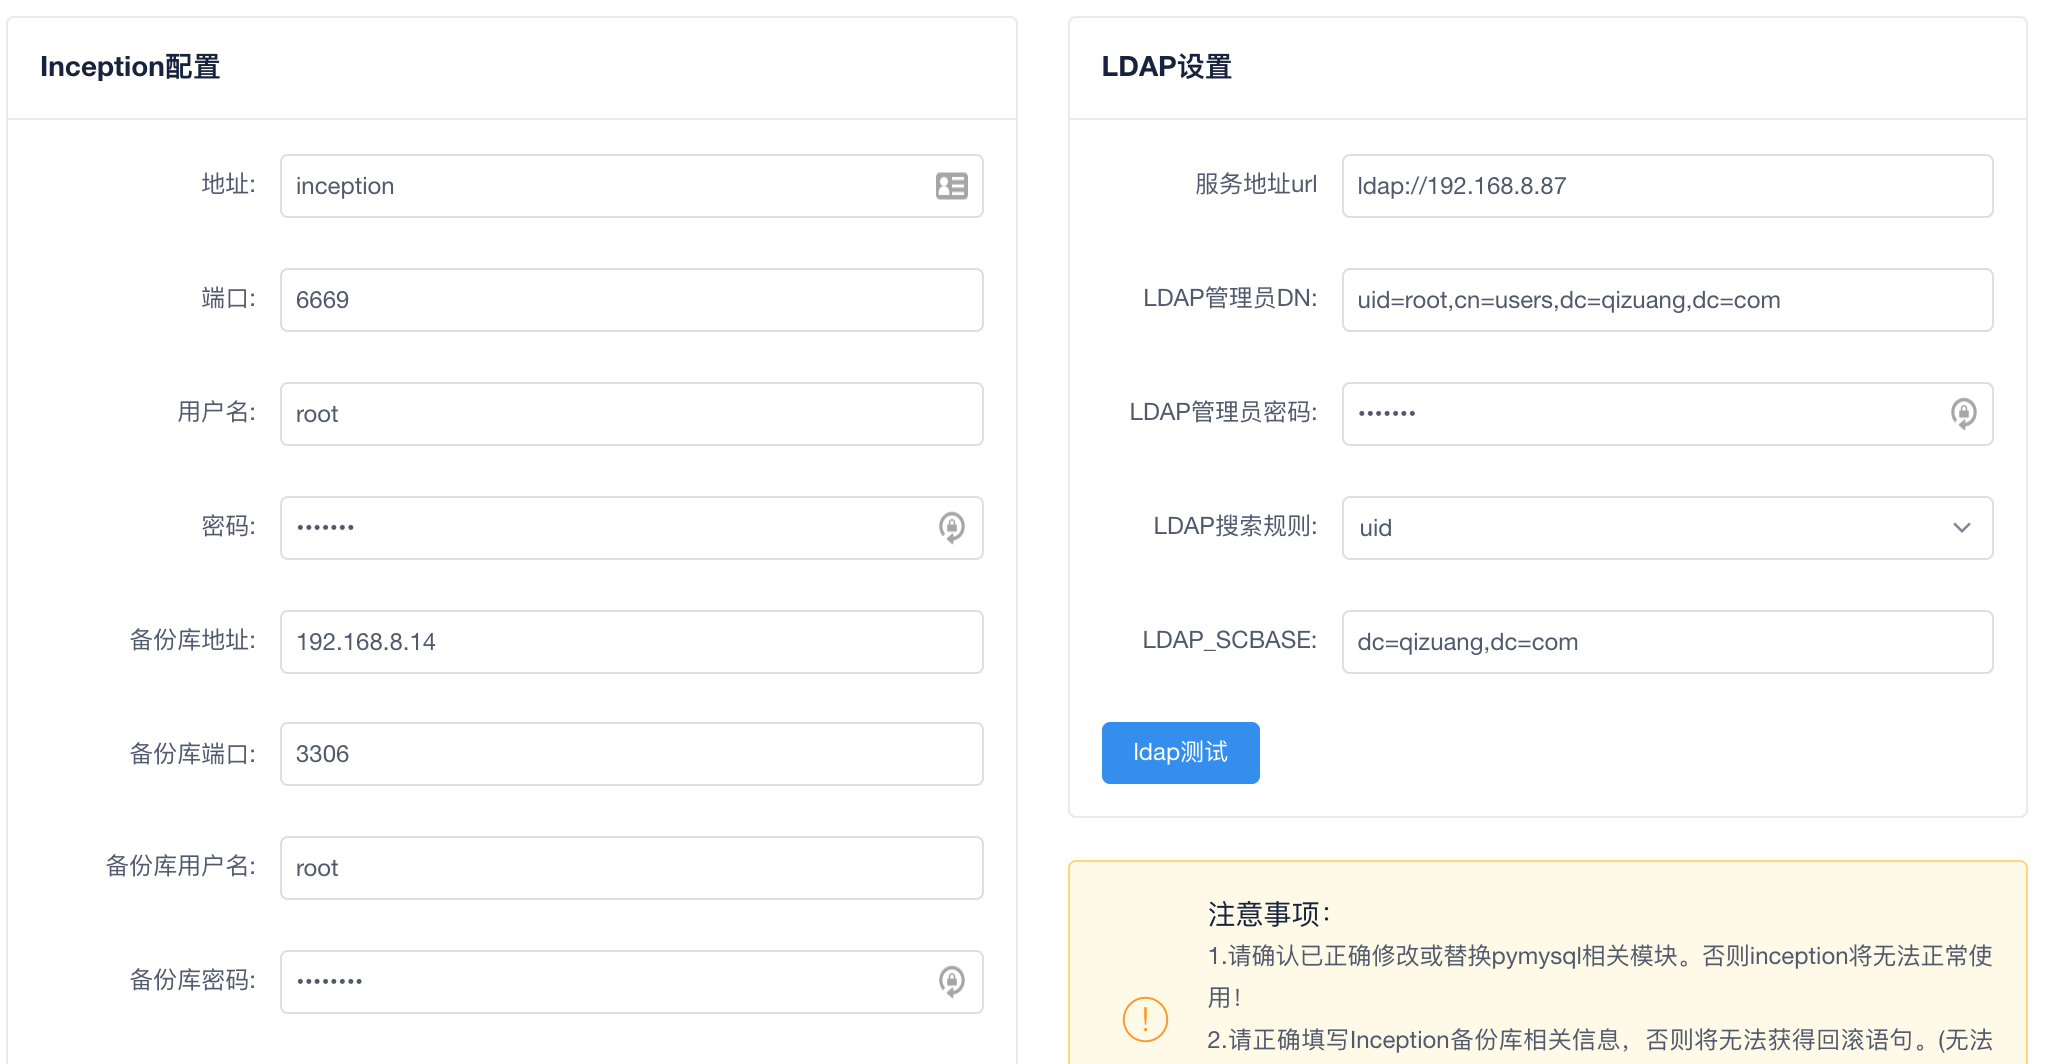 Inception配置
地址:
inception
端口:
6669
用户名:
root
密码:
•••••••
备份库地址:
192.168.8.14
备份库端口:
3306
备份库用户名:
root
备份库密码:
••••••••
LDAP设置
服务地址url
ldap://192.168.8.87
LDAP管理员DN:
uid=root,cn=users,dc=qizuang,dc=com
LDAP管理员密码:
•••••••
LDAP搜索规则:
uid
LDAP_SCBASE:
dc=qizuang,dc=com
ldap测试
注意事项：
1.请确认已正确修改或替换pymysql相关模块。否则inception将无法正常使
用！
2.请正确填写Inception备份库相关信息，否则将无法获得回滚语句。(无法